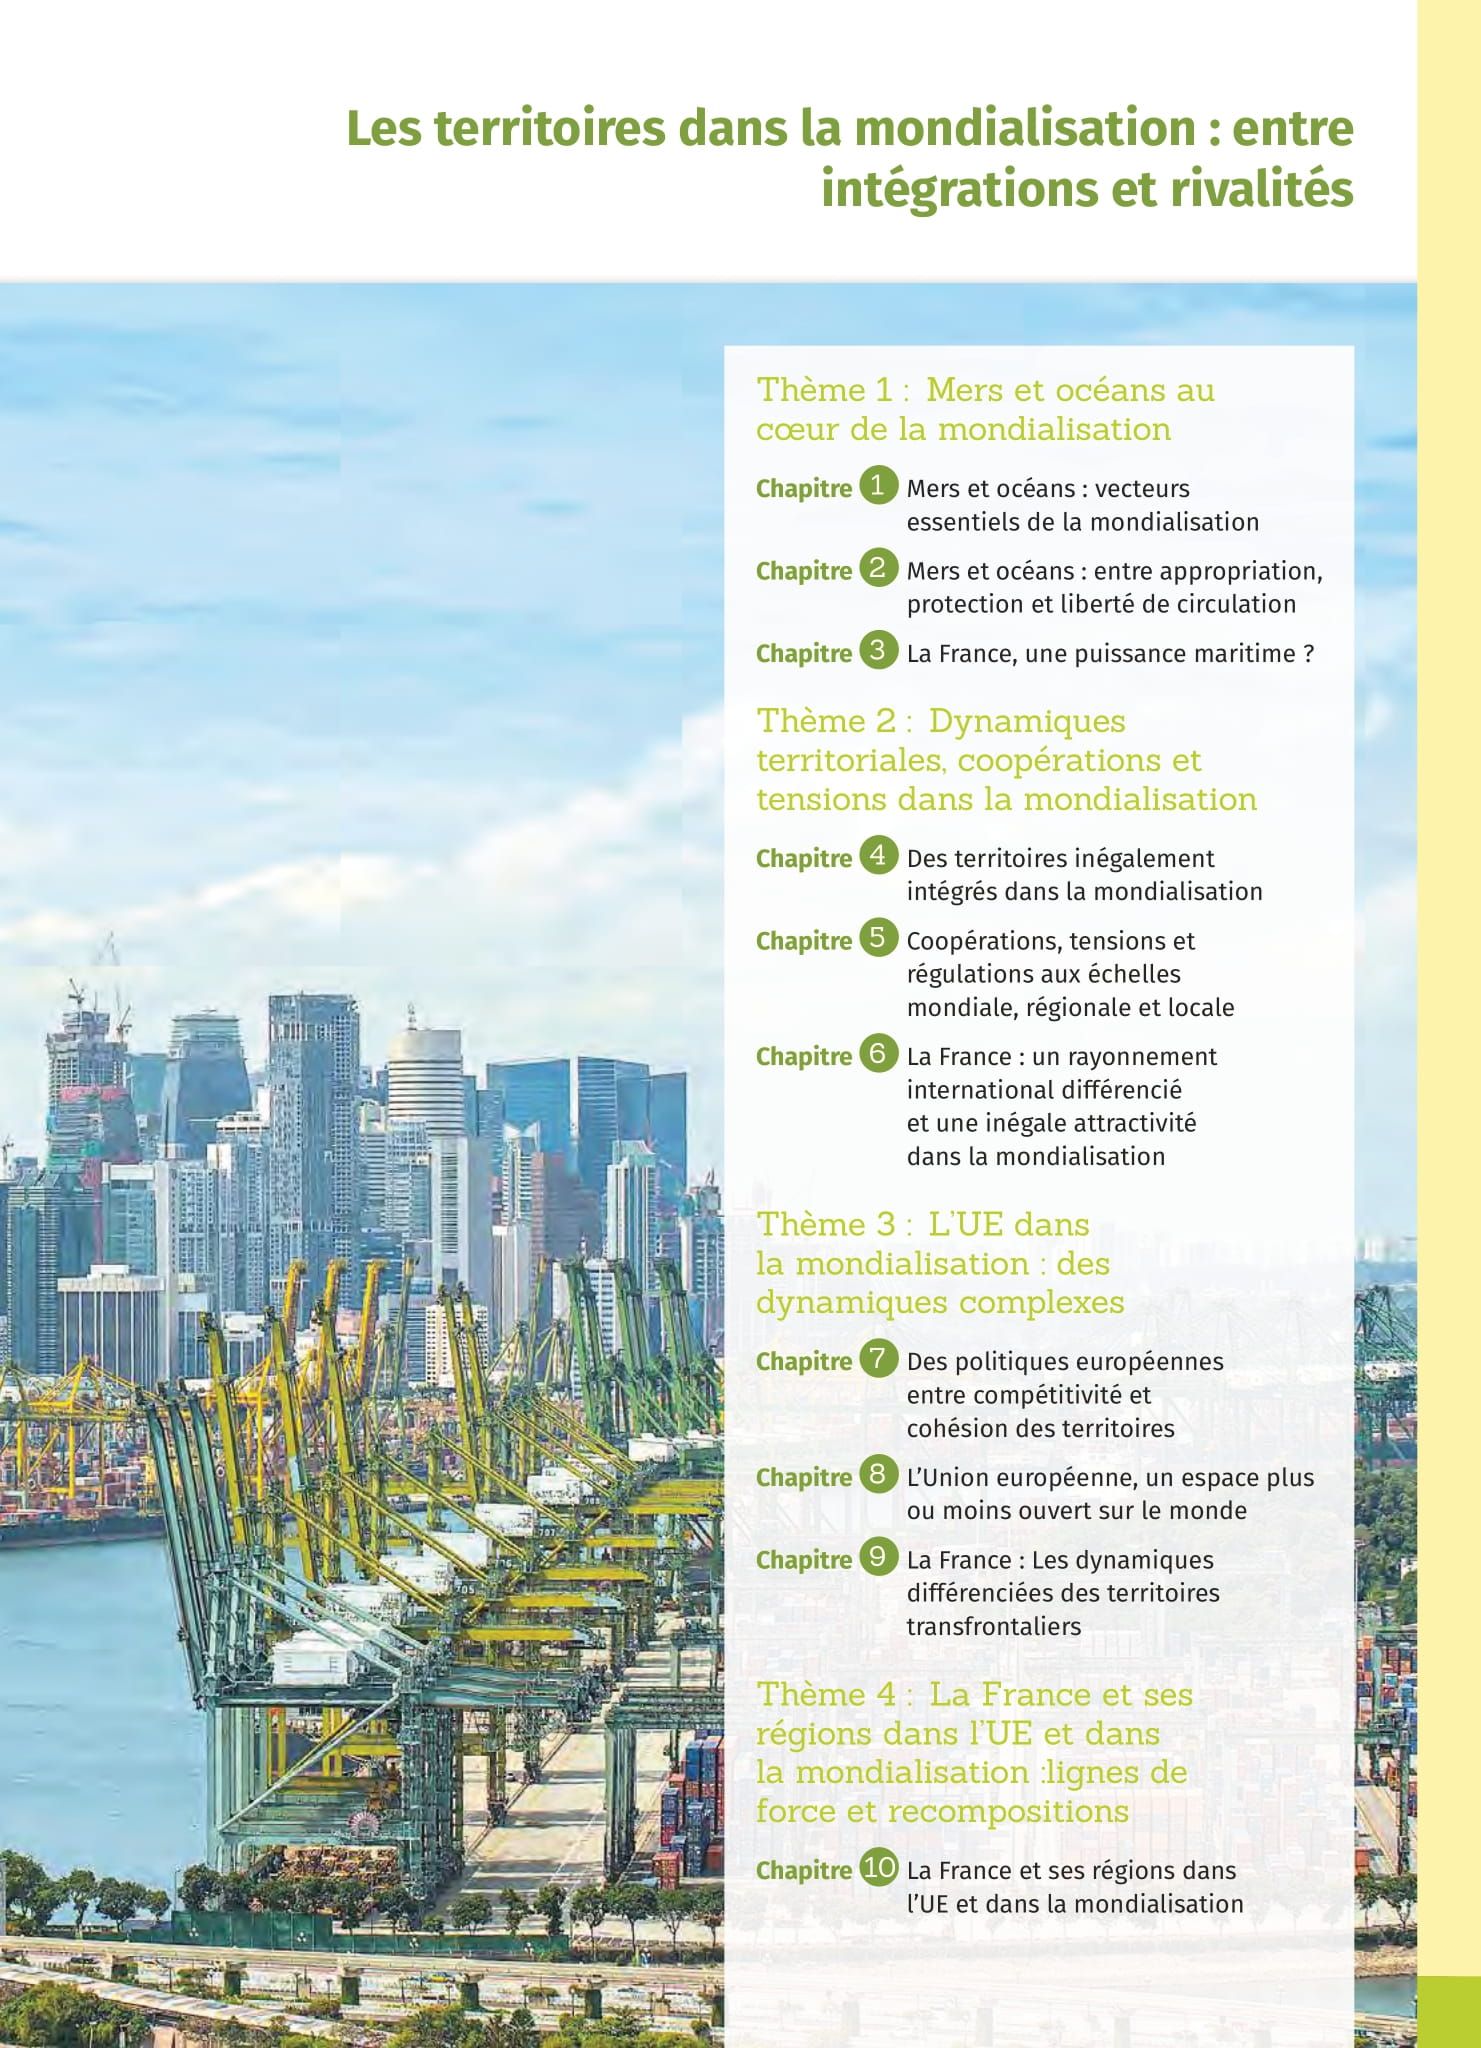 Les territoires dans la mondialisation : entre
intégrations et rivalités
Thème 1 : Mers et océans au
cœur de la mondialisation
Chapitre 1 Mers et océans : vecteurs
essentiels de la mondialisation
Chapitre 2 Mers et océans : entre appropriation,
protection et liberté de circulation
Chapitre 3 La France, une puissance maritime ?
Thème 2 : Dynamiques
territoriales, coopérations et
tensions dans la mondialisation
Chapitre 4 Des territoires inégalement
intégrés dans la mondialisation
Chapitre 5 Coopérations, tensions et
régulations aux échelles
mondiale, régionale et locale
Chapitre 6 La France : un rayonnement
international différencié
et une inégale attractivité
dans la mondialisation
Thème 3 : L'UE dans
la mondialisation : des
dynamiques complexes
Chapitre 7 Des politiques européennes
entre compétitivité et
cohésion des territoires
Chapitre 8 L'Union européenne, un espace plus
ou moins ouvert sur le monde
Chapitre 9 La France : Les dynamiques
différenciées des territoires
transfrontaliers
Thème 4 : La France et ses
régions dans l'UE et dans
la mondialisation :lignes de
force et recompositions
Chapitre 10 La France et ses régions dans
l'UE et dans la mondialisation
705